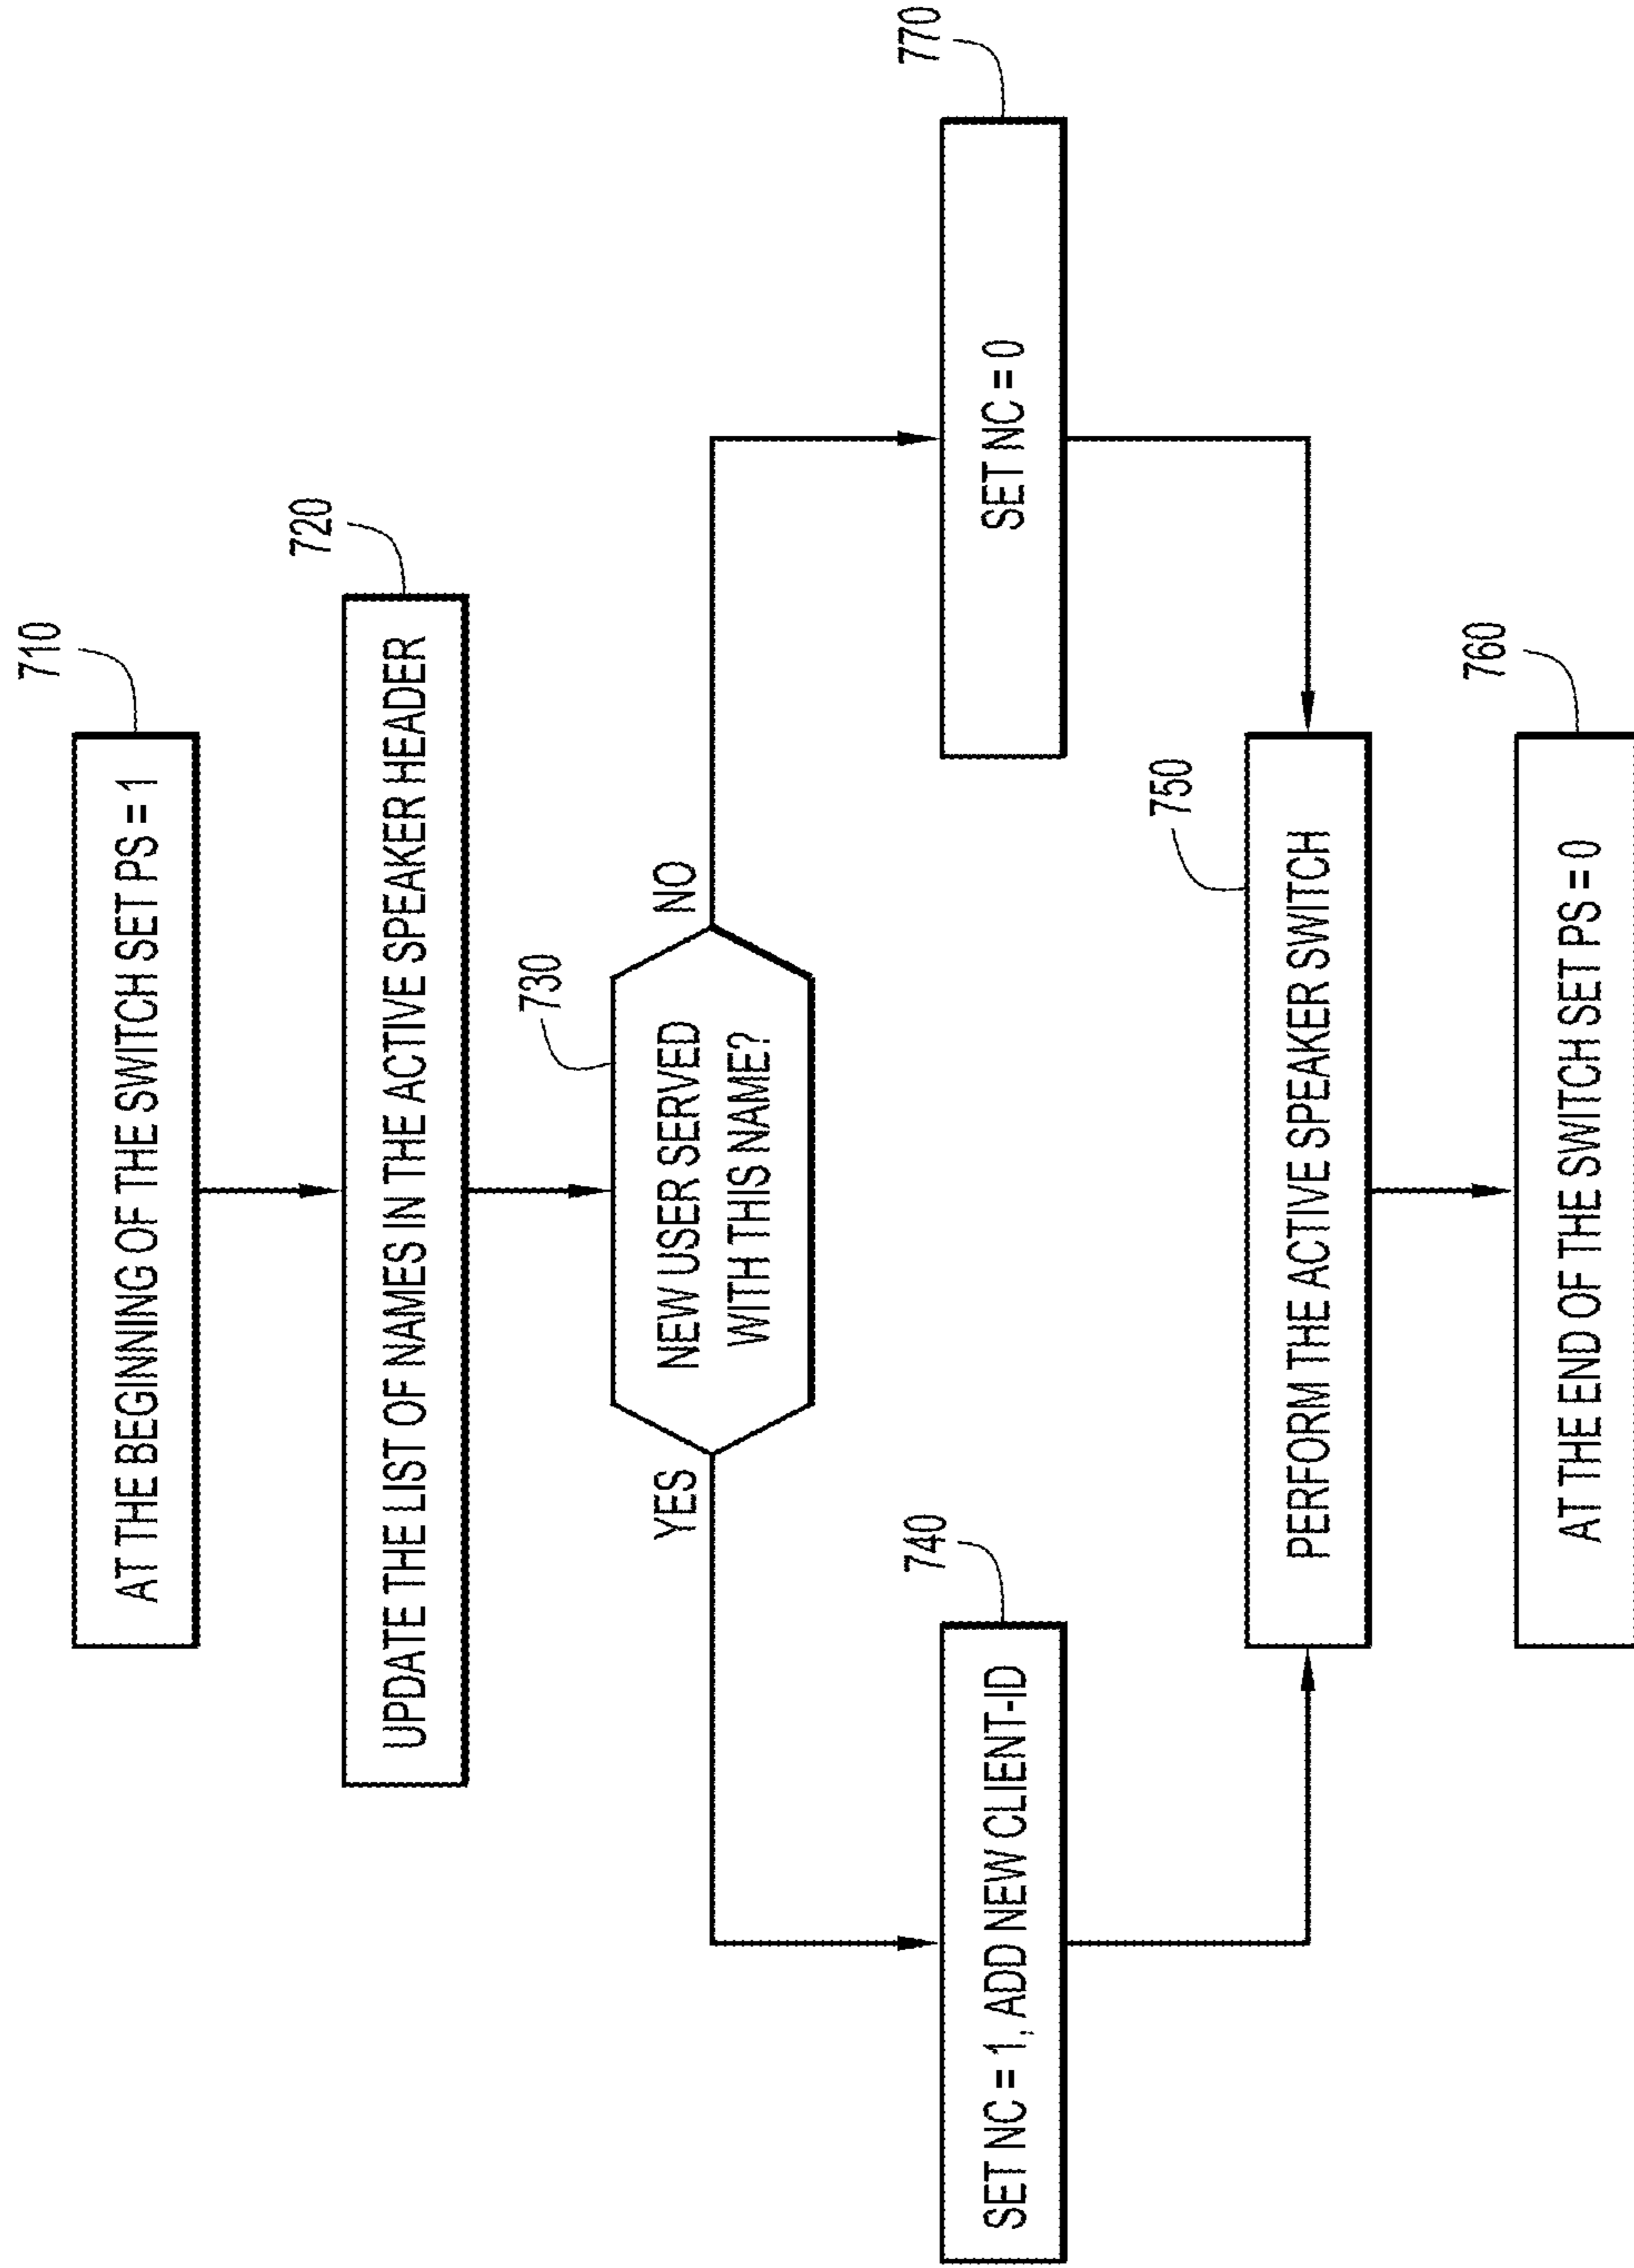 710
AT THE BEGINNING OF THE SWITCH SET PS = 1
720
UPDATE THE LIST OF NAMES IN THE ACTIVE SPEAKER HEADER
730
NEW USER SERVED
WITH THIS NAME?
YES
NO
740
SET NC = 1, ADD NEW CLIENT-ID
770
SET NC = 0
750
PERFORM THE ACTIVE SPEAKER SWITCH
760
AT THE END OF THE SWITCH SET PS = 0